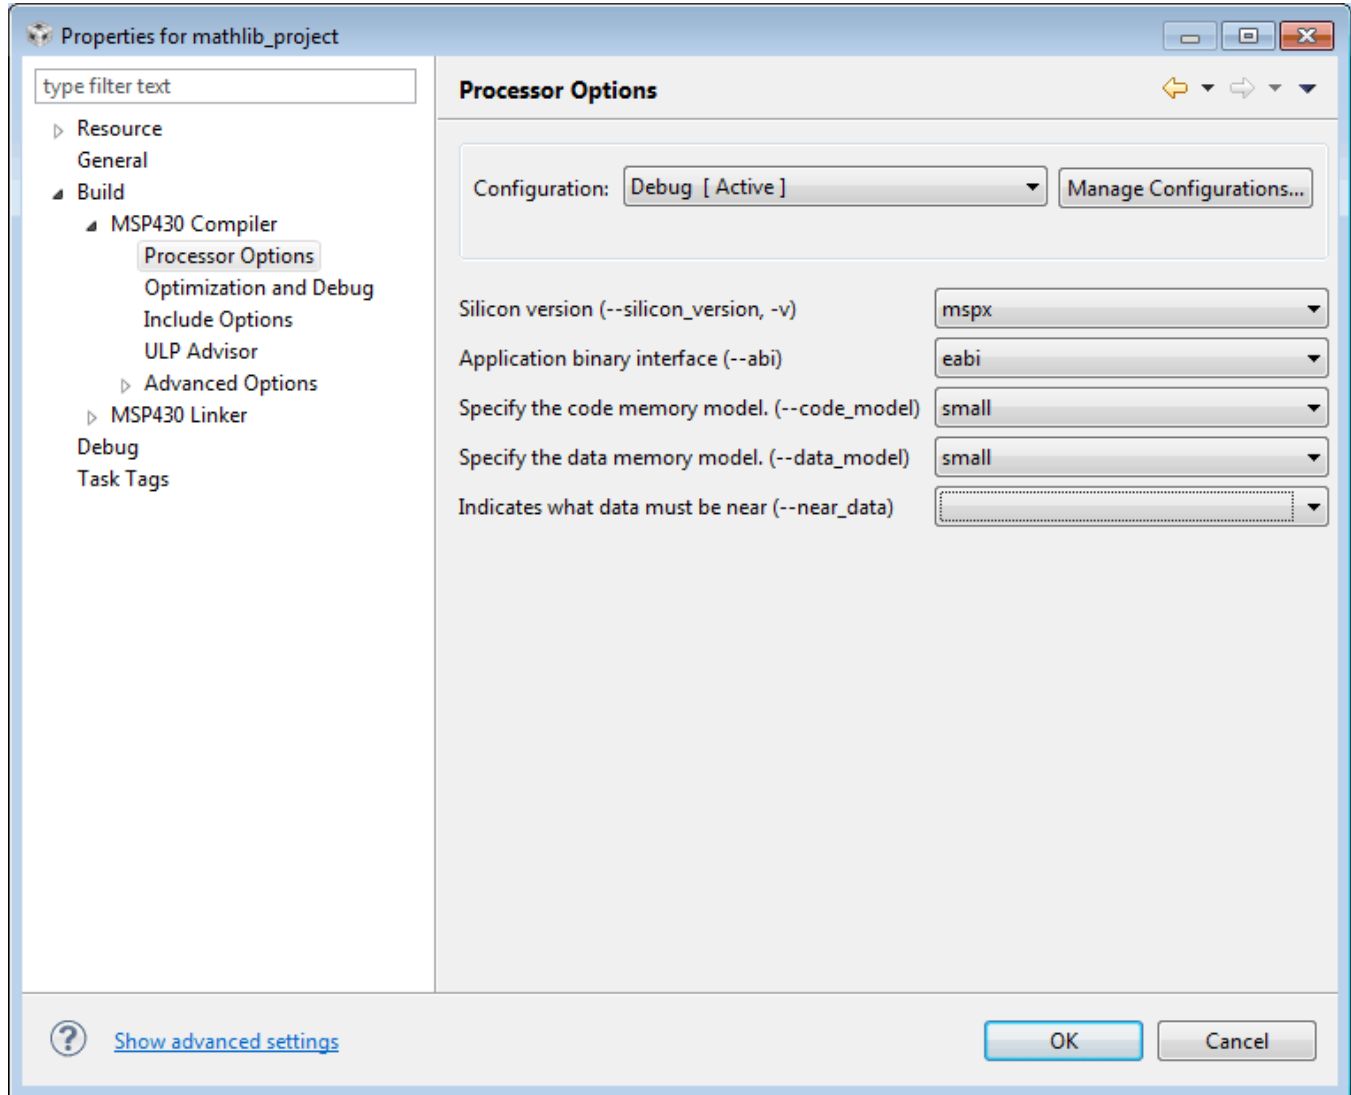 Properties for mathlib_project
type filter text
Resource
General
Build
MSP430 Compiler
Processor Options
Optimization and Debug
Include Options
ULP Advisor
Advanced Options
MSP430 Linker
Debug
Task Tags
Processor Options
Configuration: Debug [ Active ] Manage Configurations...
Silicon version (--silicon_version, -v) mspx
Application binary interface (--abi) eabi
Specify the code memory model. (--code_model) small
Specify the data memory model. (--data_model) small
Indicates what data must be near (--near_data)
? Show advanced settings OK Cancel